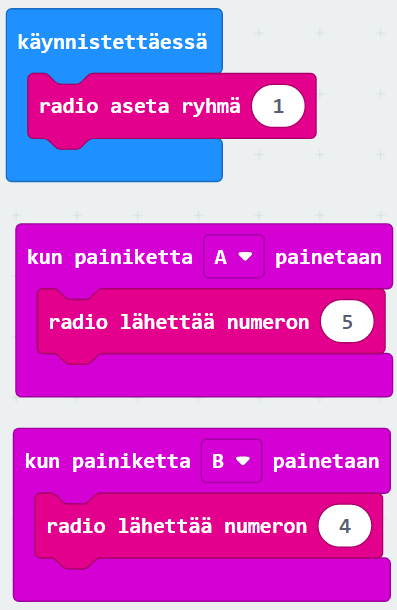 käynnistettäessä
radio aseta ryhmä 1
kun painiketta A painetaan
radio lähettää numeron 5
kun painiketta B painetaan
radio lähettää numeron 4